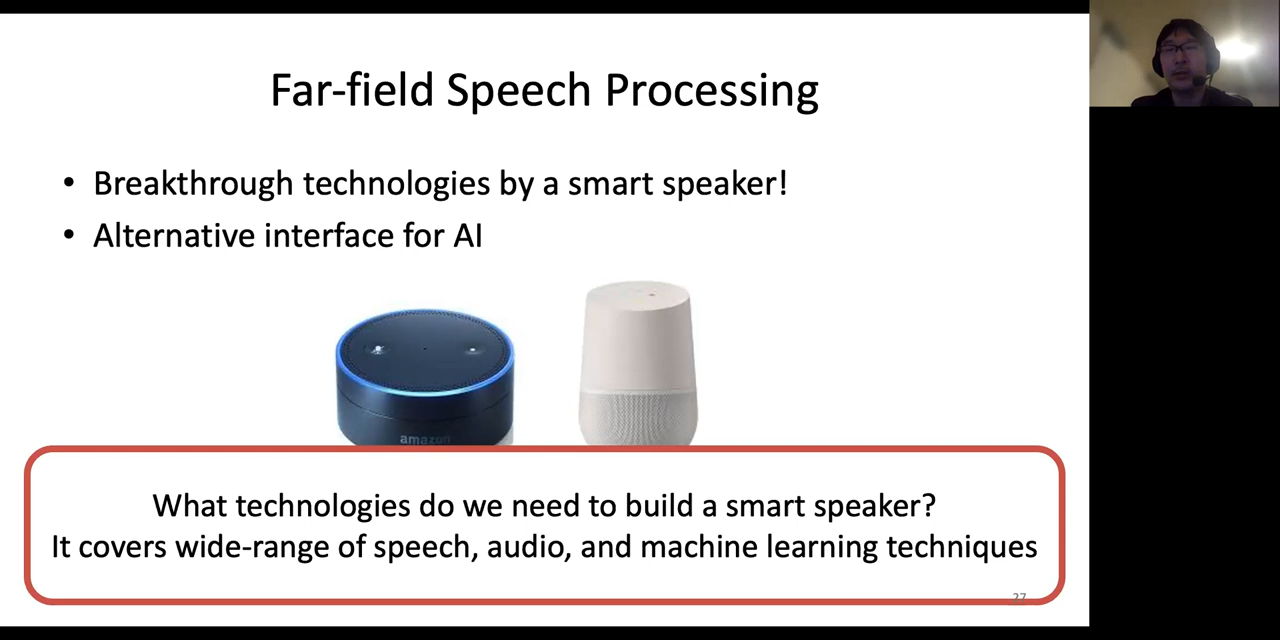 Far-field Speech Processing
• Breakthrough technologies by a smart speaker!
• Alternative interface for AI
amazon
What technologies do we need to build a smart speaker?
It covers wide-range of speech, audio, and machine learning techniques
27